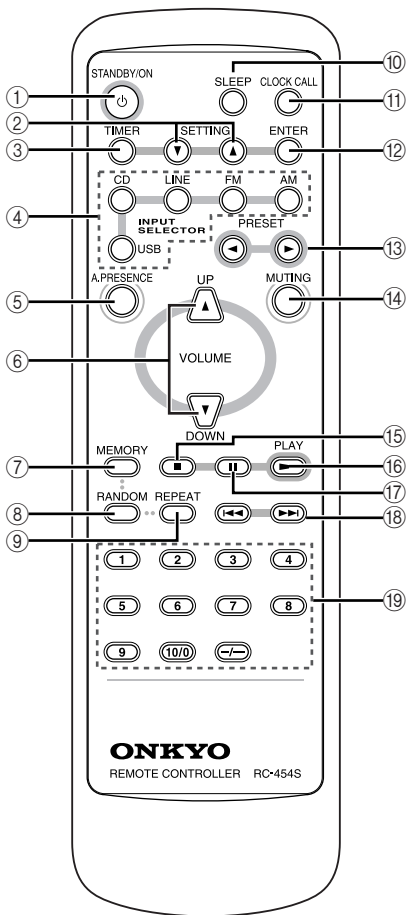 STANDBY/ON
SLEEP CLOCK CALL
⑩
⑪
①
②
TIMER SETTING ENTER
③
⑫
CD LINE FM AM
④
INPUT
SELECTOR
PRESET
USB
⑬
A.PRESENCE UP MUTING
⑤
⑭
⑥
VOLUME
DOWN
⑮
MEMORY PLAY
⑦
⑯
⑰
RANDOM REPEAT
⑧
⑱
⑨
1 2 3 4
5 6 7 8
⑲
9 10/0 -/--
ONKYO
REMOTE CONTROLLER RC-454S